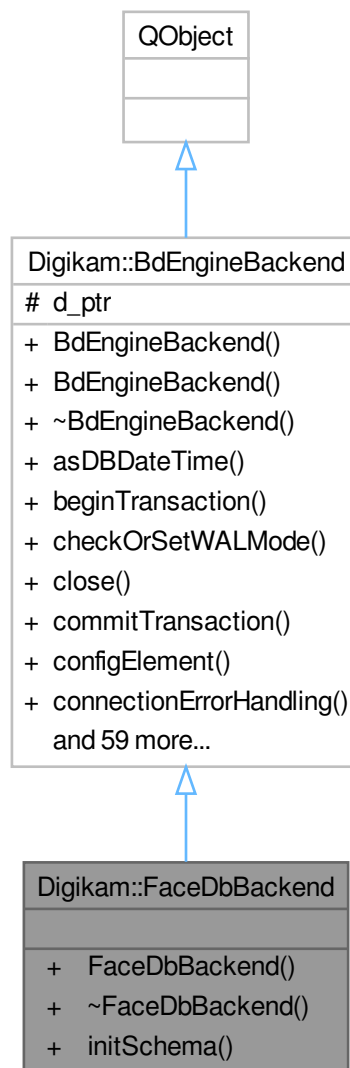 QObject
Digikam::BdEngineBackend
# d_ptr
+ BdEngineBackend()
+ BdEngineBackend()
+ ~BdEngineBackend()
+ asDBDateTime()
+ beginTransaction()
+ checkOrSetWALMode()
+ close()
+ commitTransaction()
+ configElement()
+ connectionErrorHandling()
and 59 more...
Digikam::FaceDbBackend
+ FaceDbBackend()
+ ~FaceDbBackend()
+ initSchema()